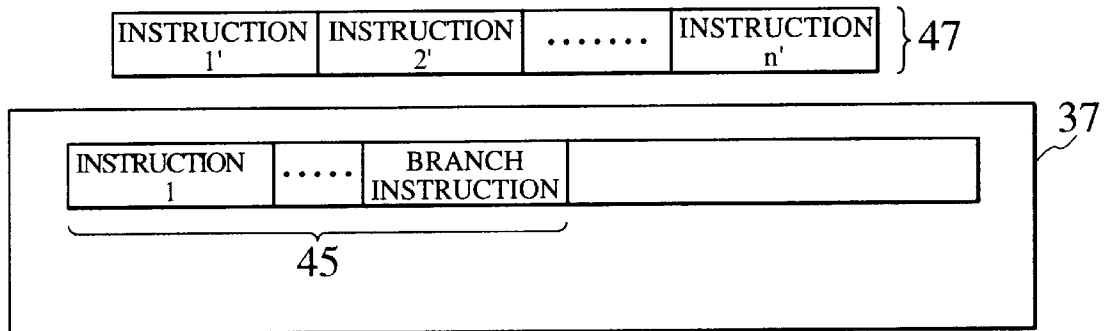 INSTRUCTION 1' INSTRUCTION 2' ....... INSTRUCTION n' 47
37
INSTRUCTION 1 ..... BRANCH INSTRUCTION
45